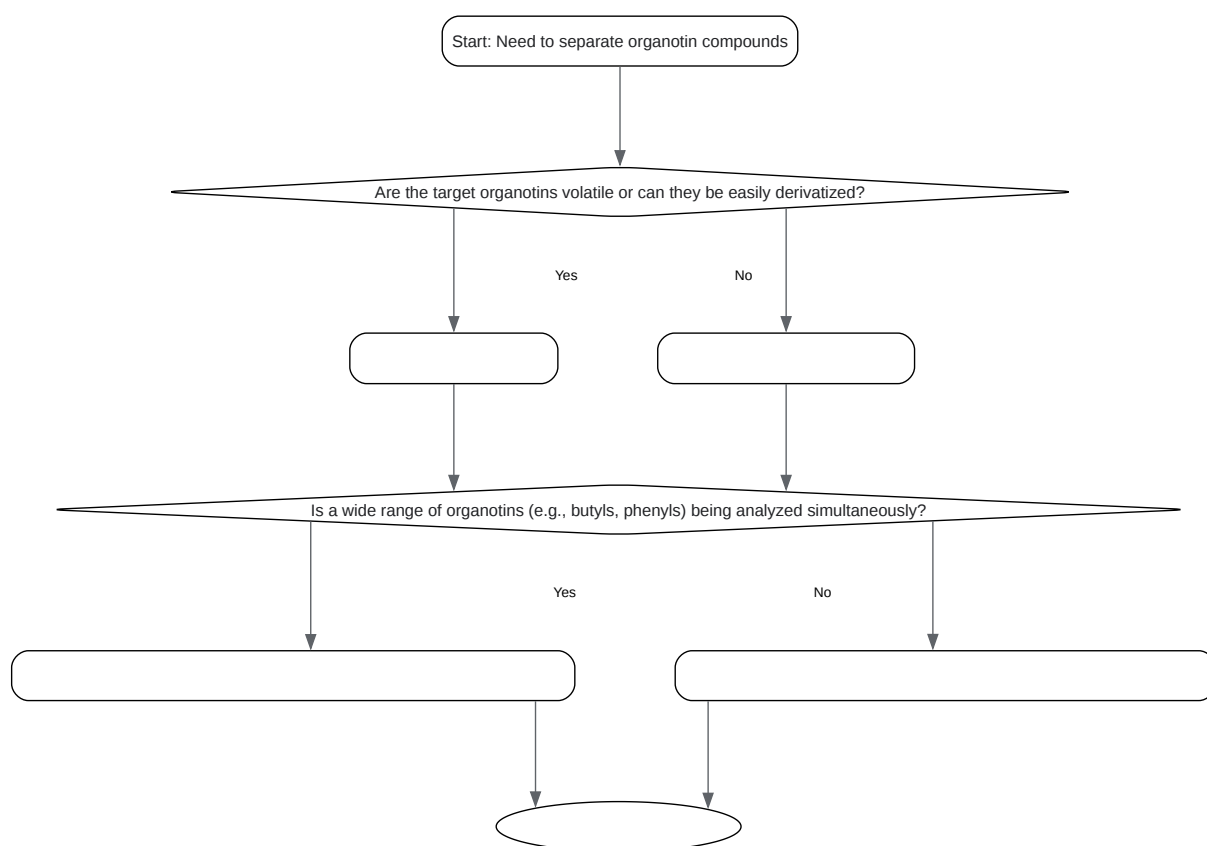 Start: Need to separate organotin compounds
Are the target organotins volatile or can they be easily derivatized?
Yes
No
Is a wide range of organotins (e.g., butyls, phenyls) being analyzed simultaneously?
Yes
No